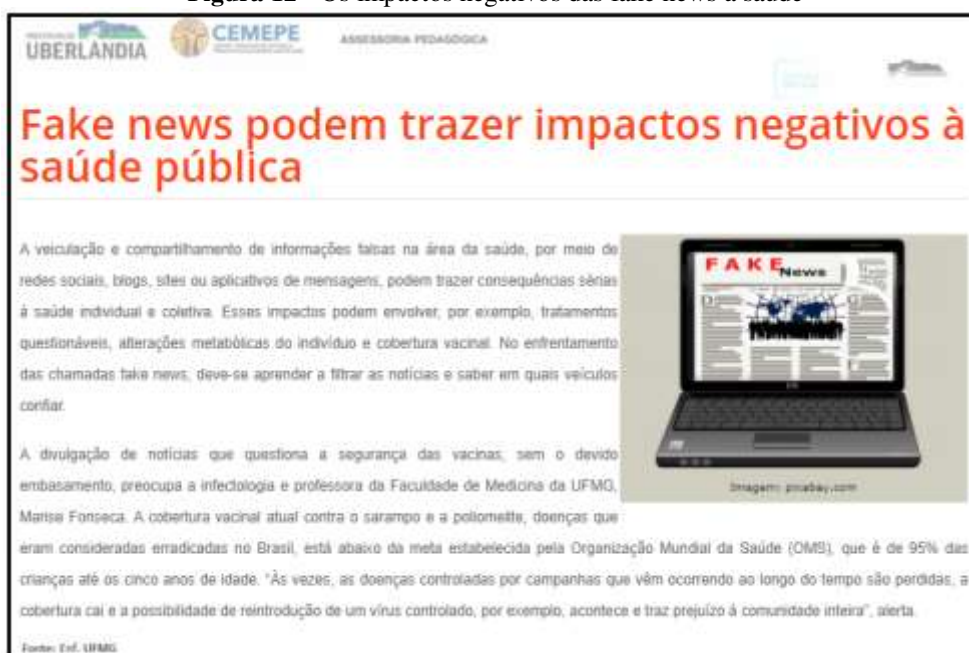 Figura 12 - Os impactos negativos das fake news à saúde
UBERLÂNDIA
CEMEPE
ASSESSORIA PEDAGÓGICA
Fake news podem trazer impactos negativos à
saúde pública
A veiculação e compartilhamento de informações falsas na área da saúde, por meio de
redes sociais, blogs, sites ou aplicativos de mensagens, podem trazer consequências sérias
à saúde individual e coletiva. Esses impactos podem envolver, por exemplo, tratamentos
questionáveis, alterações metabólicas do indivíduo e cobertura vacinal. No enfrentamento
das chamadas fake news, deve-se aprender a filtrar as notícias e saber em quais veículos
confiar.
FAKE News
Imagem: pixabay.com
A divulgação de notícias que questiona a segurança das vacinas, sem o devido
embasamento, preocupa a infectologia e professora da Faculdade de Medicina da UFMG,
Marise Fonseca. A cobertura vacinal atual contra o sarampo e a poliomelite, doenças que
eram consideradas erradicadas no Brasil, está abaixo da meta estabelecida pela Organização Mundial da Saúde (OMS), que é de 95% das
crianças até os cinco anos de idade. "Às vezes, as doenças controladas por campanhas que vêm ocorrendo ao longo do tempo são perdidas, a
cobertura cai e a possibilidade de reintrodução de um vírus controlado, por exemplo, acontece e traz prejuízo à comunidade inteira", alerta.
Fonte: Enf. UFMG